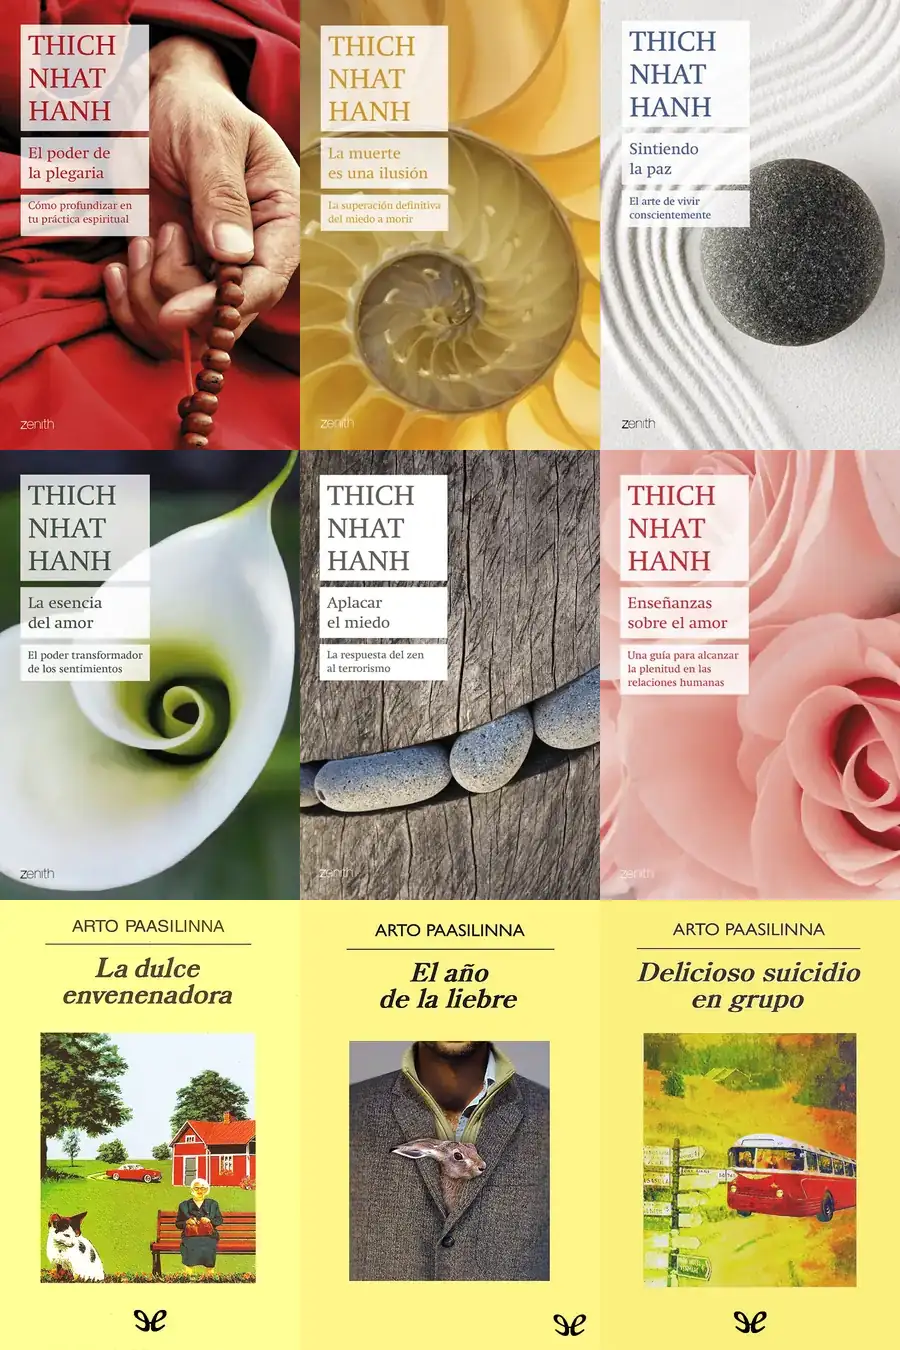 THICH
NHAT
HANH
El poder de
la plegaria
Cómo profundizar en
tu práctica espiritual
zenith
THICH
NHAT
HANH
La muerte
es una ilusión
La superación definitiva
del miedo a morir
zenith
THICH
NHAT
HANH
Sintiendo
la paz
El arte de vivir
conscientemente
zenith
THICH
NHAT
HANH
La esencia
del amor
El poder transformador
de los sentimientos
zenith
THICH
NHAT
HANH
Aplacar
el miedo
La respuesta del zen
al terrorismo
zenith
THICH
NHAT
HANH
Enseñanzas
sobre el amor
Una guía para alcanzar
la plenitud en las
relaciones humanas
zenith
ARTO PAASILINNA
La dulce
envenenadora
ARTO PAASILINNA
El año
de la liebre
ARTO PAASILINNA
Delicioso suicidio
en grupo